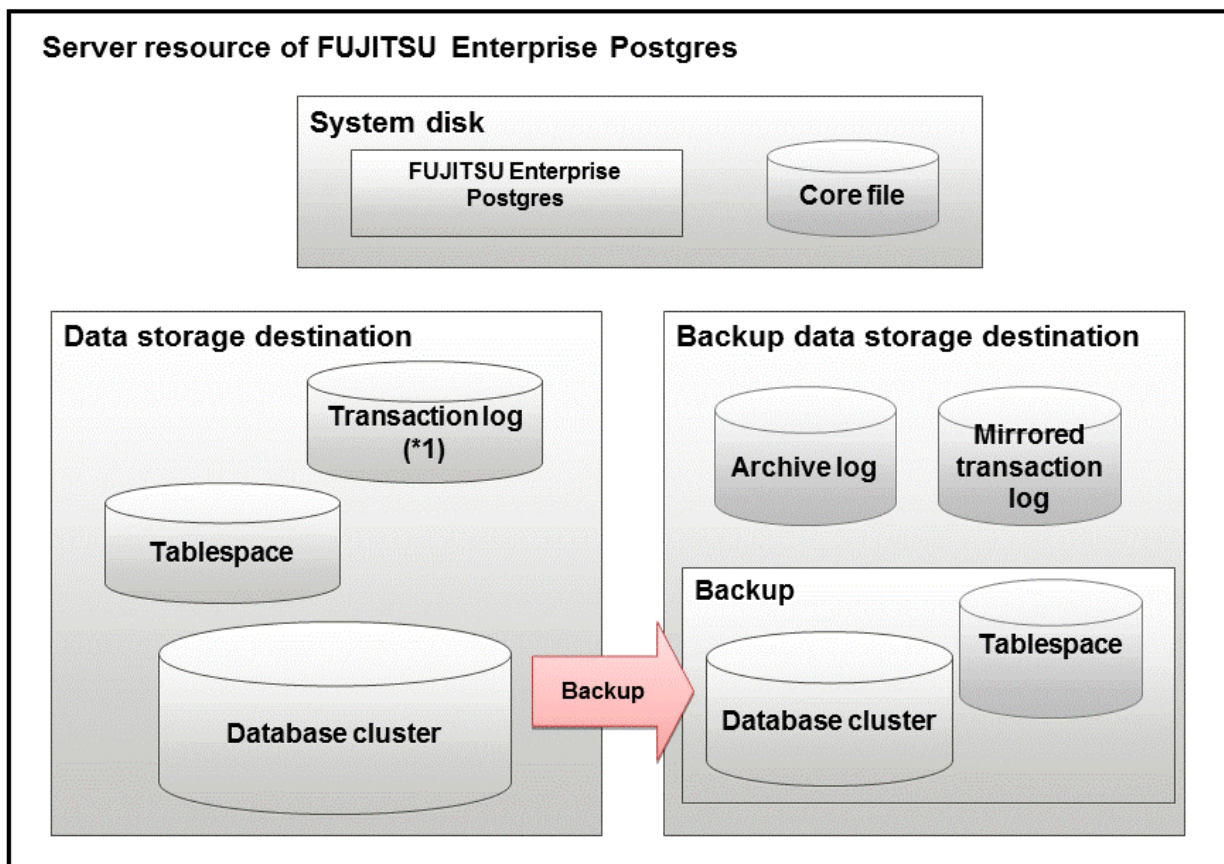 Server resource of FUJITSU Enterprise Postgres
System disk
FUJITSU Enterprise
Postgres
Core file
Data storage destination
Transaction log
(*1)
Tablespace
Database cluster
Backup
Backup data storage destination
Archive log
Mirrored
transaction
log
Backup
Tablespace
Database cluster